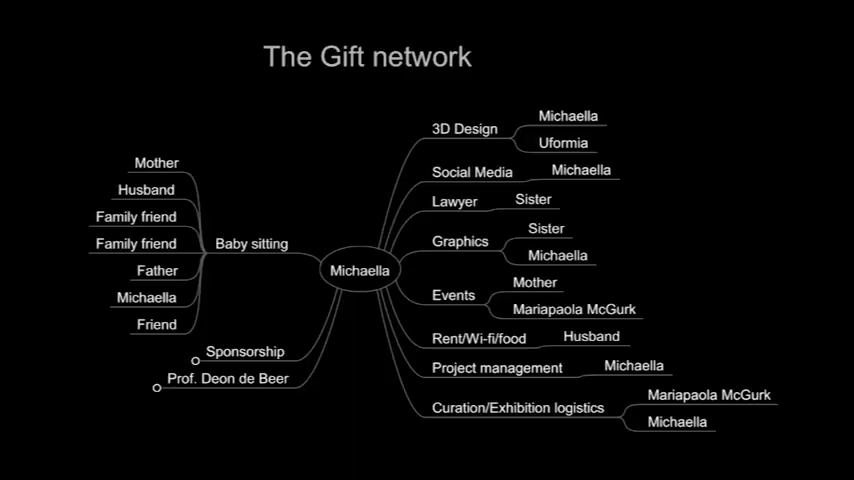 The Gift network
Mother
Husband
Family friend
Family friend
Father
Michaella
Friend
Baby sitting
Sponsorship
Prof. Deon de Beer
Michaella
3D Design
Michaella
Uformia
Social Media
Michaella
Lawyer
Sister
Graphics
Sister
Michaella
Events
Mother
Mariapaola McGurk
Rent/Wi-fi/food
Husband
Project management
Michaella
Curation/Exhibition logistics
Mariapaola McGurk
Michaella